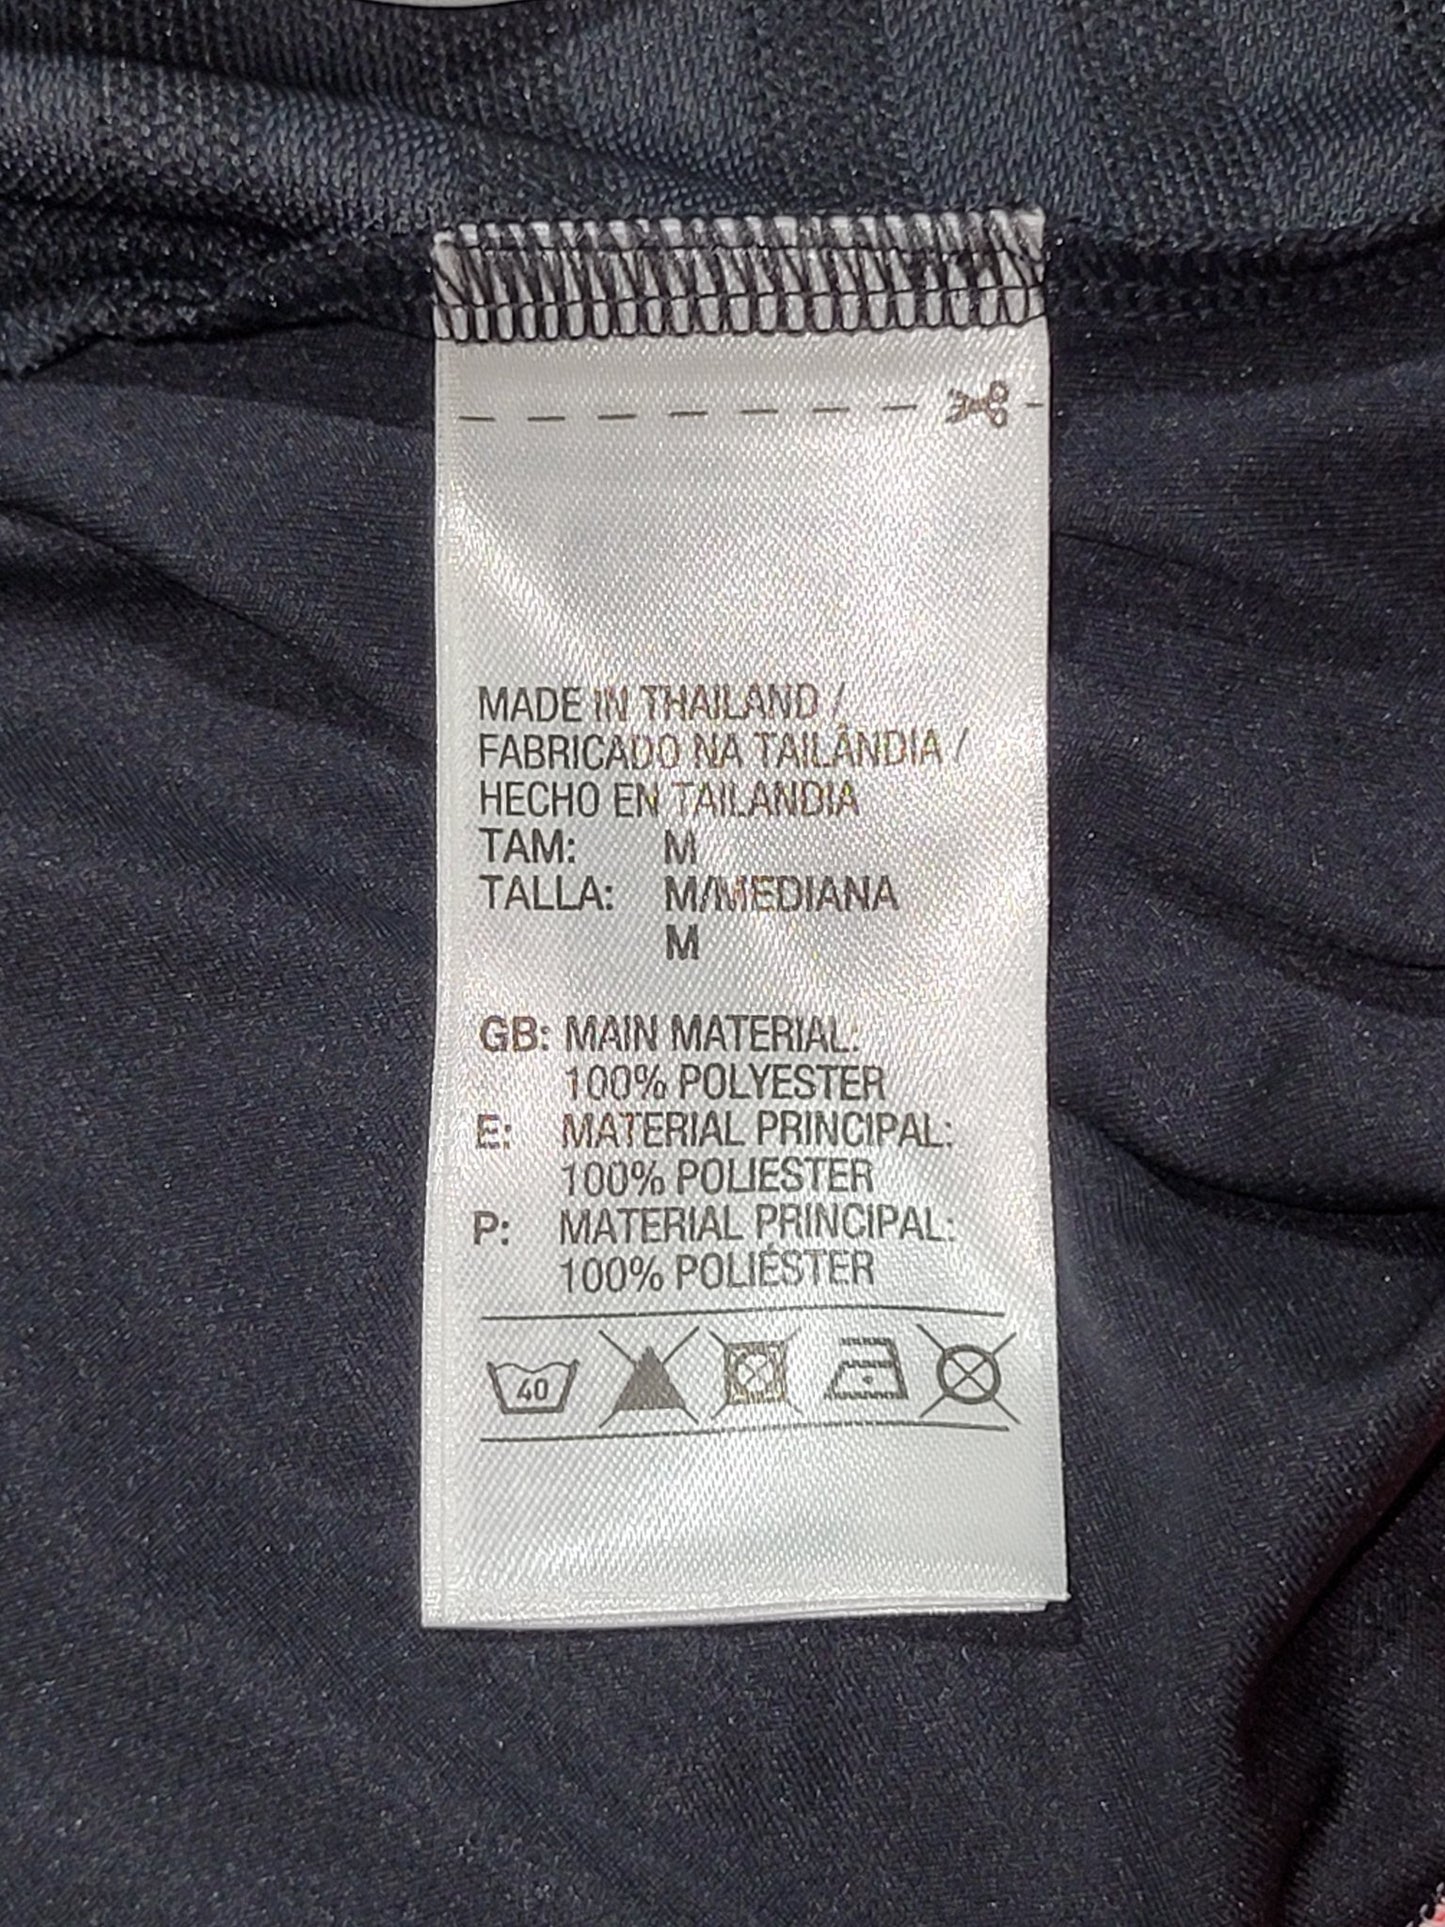 MADE IN THAILAND /
FABRICADO NA TAILÂNDIA /
HECHO EN TAILANDIA
TAM: M
TALLA: M/MEDIANA
M
GB: MAIN MATERIAL:
100% POLYESTER
E: MATERIAL PRINCIPAL:
100% POLIESTER
P: MATERIAL PRINCIPAL:
100% POLIÉSTER
40